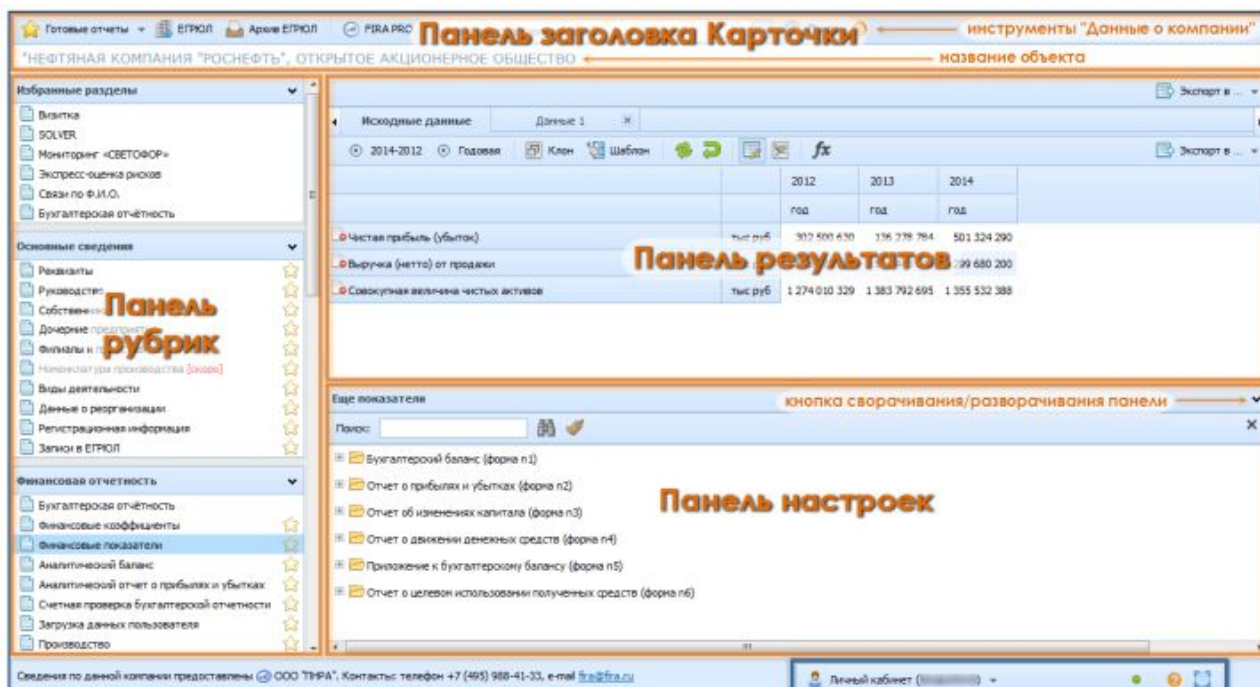 Готовые отчеты ЕГРЮЛ Архив ЕГРЮЛ FIRA PRO Панель заголовка Карточки инструменты "Данные о компании"
"НЕФТЯНАЯ КОМПАНИЯ "РОСНЕФТЬ", ОТКРЫТОЕ АКЦИОНЕРНОЕ ОБЩЕСТВО название объекта
Избранные разделы
Визитка
SOLVER
Мониторинг «СВЕТОФОР»
Экспресс-оценка рисков
Связи по Ф.И.О.
Бухгалтерская отчётность
Основные сведения
Реквизиты
Руководство
Дочерние
Филиалы и
Номенклатура производства [скоро]
Виды деятельности
Данные о реорганизации
Регистрационная информация
Записи в ЕГРЮЛ
Панель
рубрик
Финансовая отчетность
Бухгалтерская отчётность
Финансовые коэффициенты
Финансовые показатели
Аналитический баланс
Аналитический отчет о прибылях и убытках
Счетная проверка бухгалтерской отчетности
Загрузка данных пользователя
Производство
Экспорт в ...
Исходные данные Данные 1
2014-2012 Годовая Клон Шаблон fx Экспорт в ...
2012 2013 2014
год год год
Чистая прибыль (убыток) тыс руб 302 500 630 136 278 784 501 324 290
Выручка (нетто) от продажи 299 680 200
Совокупная величина чистых активов тыс руб 1 274 010 329 1 383 792 695 1 355 532 388
Панель результатов
Еще показатели кнопка сворачивания/разворачивания панели
Поиск:
Бухгалтерский баланс (форма n1)
Отчет о прибылях и убытках (форма n2)
Отчет об изменениях капитала (форма n3)
Отчет о движении денежных средств (форма n4)
Приложение к бухгалтерскому балансу (форма n5)
Отчет о целевом использовании полученных средств (форма n6)
Панель настроек
Сведения по данной компании предоставлены ООО "ФИРА". Контакты: телефон +7 (495) 988-41-33, e-mail fira@fira.ru
Личный кабинет (